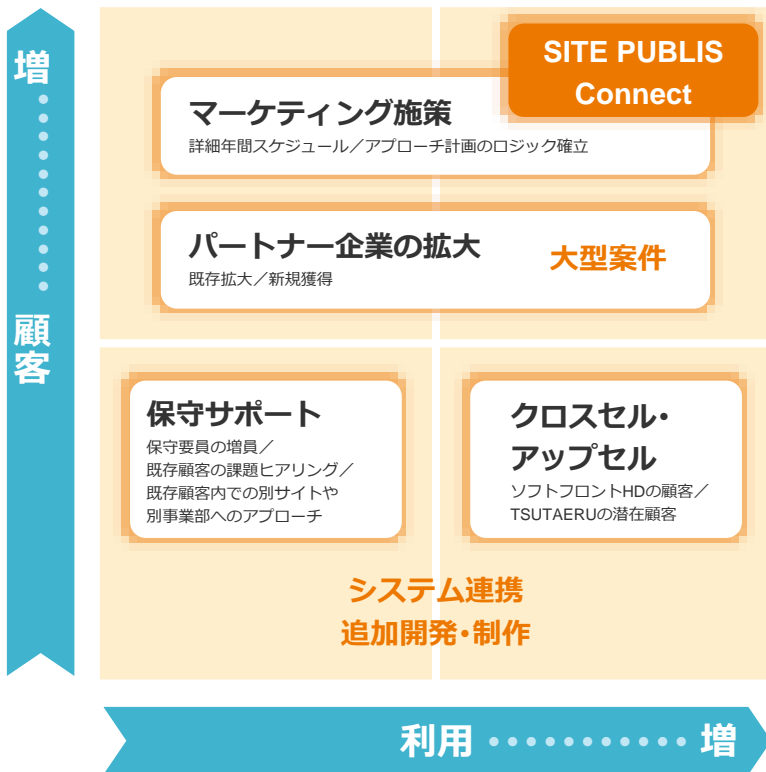 増
顧客
SITE PUBLIS
Connect
マーケティング施策
詳細年間スケジュール／アプローチ計画のロジック確立
パートナー企業の拡大
既存拡大／新規獲得
大型案件
保守サポート
保守要員の増員／
既存顧客の課題ヒアリング／
既存顧客内での別サイトや
別事業部へのアプローチ
クロスセル・
アップセル
ソフトフロントHDの顧客／
TSUTAERUの潜在顧客
システム連携
追加開発・制作
利用 ･･･････････ 増